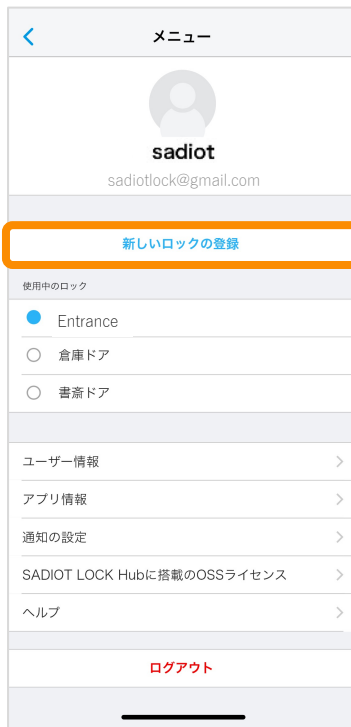 メニュー
sadiot
sadiotlock@gmail.com
新しいロックの登録
使用中のロック
Entrance
倉庫ドア
書斎ドア
ユーザー情報
アプリ情報
通知の設定
SADIOT LOCK Hubに搭載のOSSライセンス
ヘルプ
ログアウト